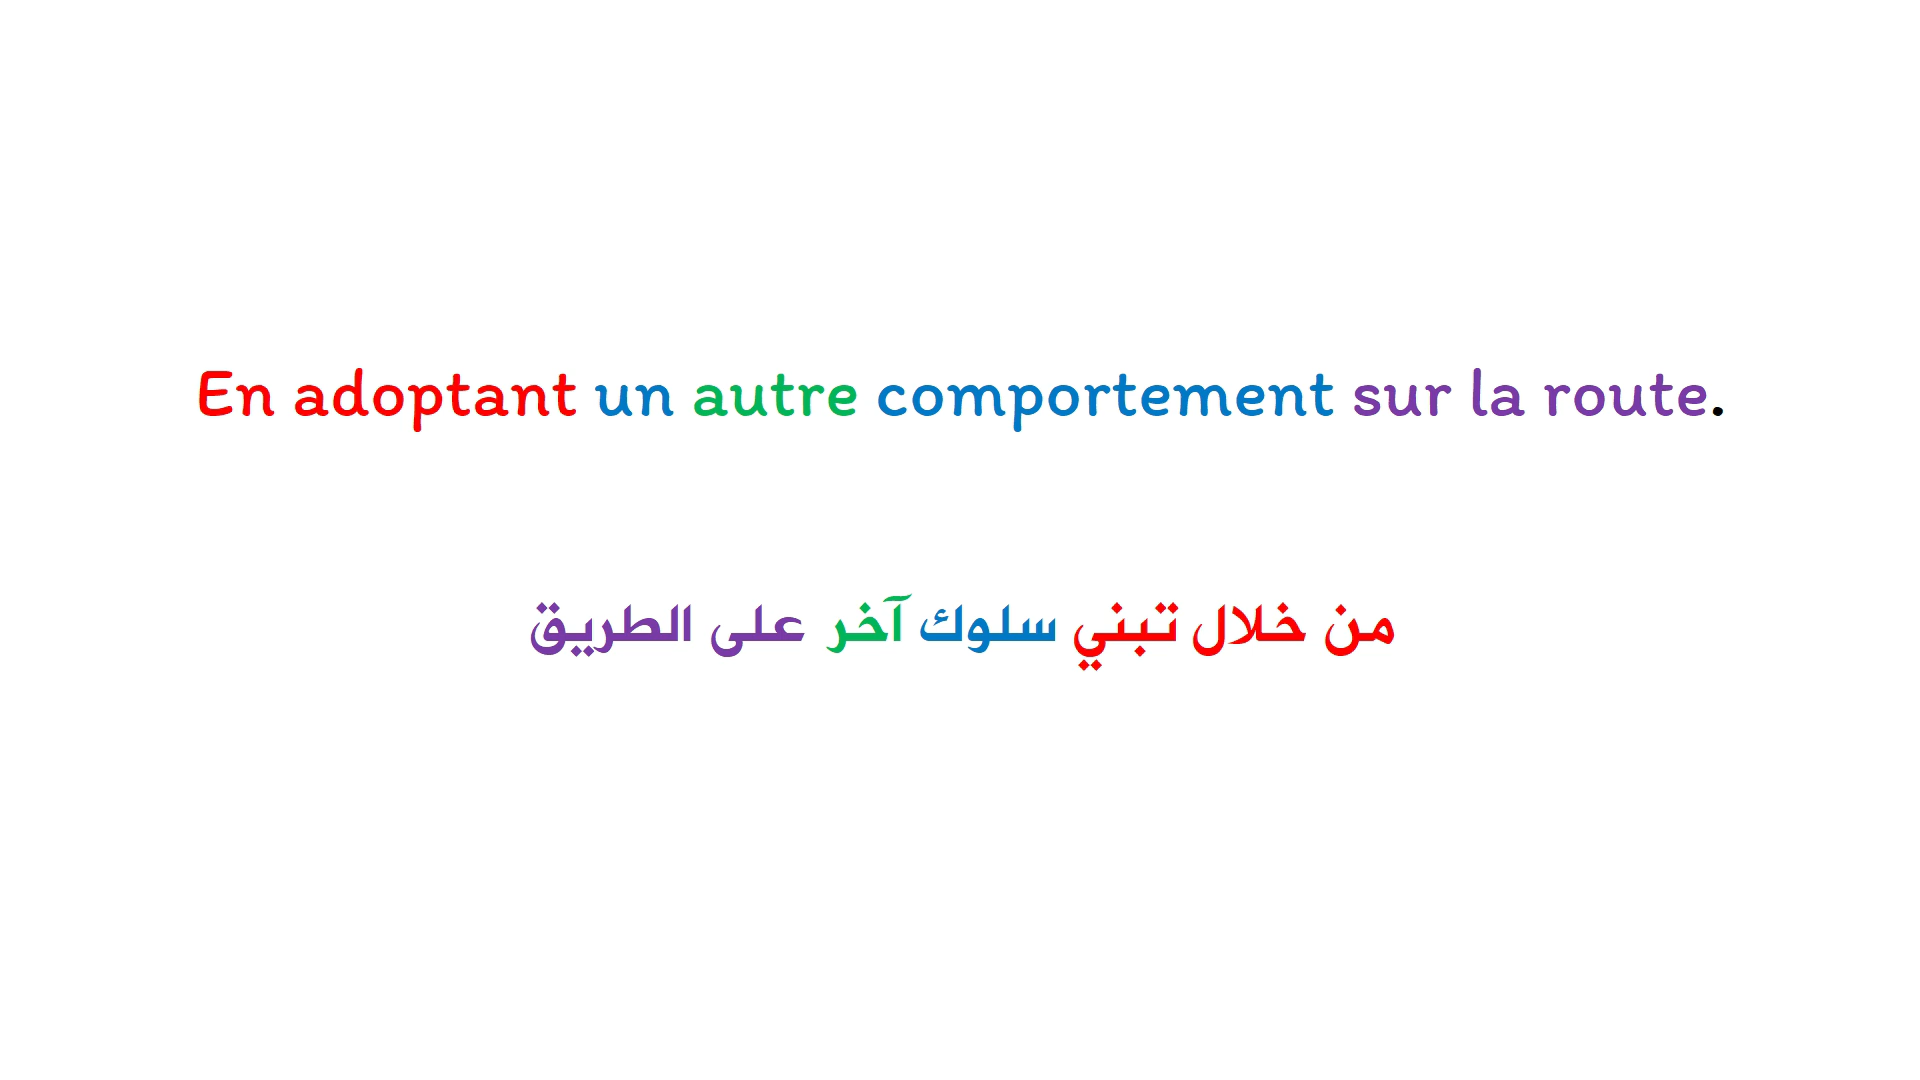 En adoptant un autre comportement sur la route.
من خلال تبني سلوك آخر على الطريق